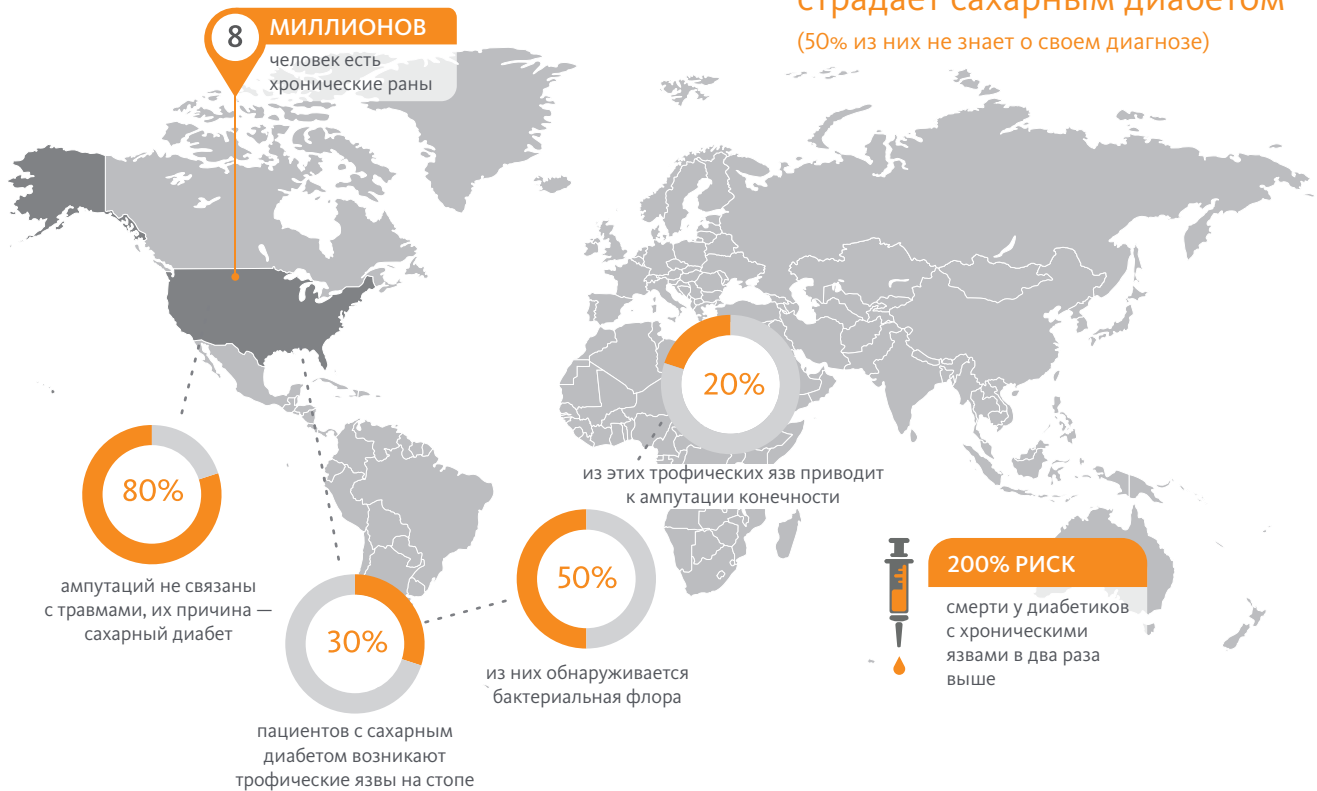 страдает сахарным диабетом
(50% из них не знает о своем диагнозе)
8
МИЛЛИОНОВ
человек есть
хронические раны
20%
из этих трофических язв приводит
к ампутации конечности
80%
ампутаций не связаны
с травмами, их причина —
сахарный диабет
30%
пациентов с сахарным
диабетом возникают
трофические язвы на стопе
50%
из них обнаруживается
бактериальная флора
200% РИСК
смерти у диабетиков
с хроническими
язвами в два раза
выше